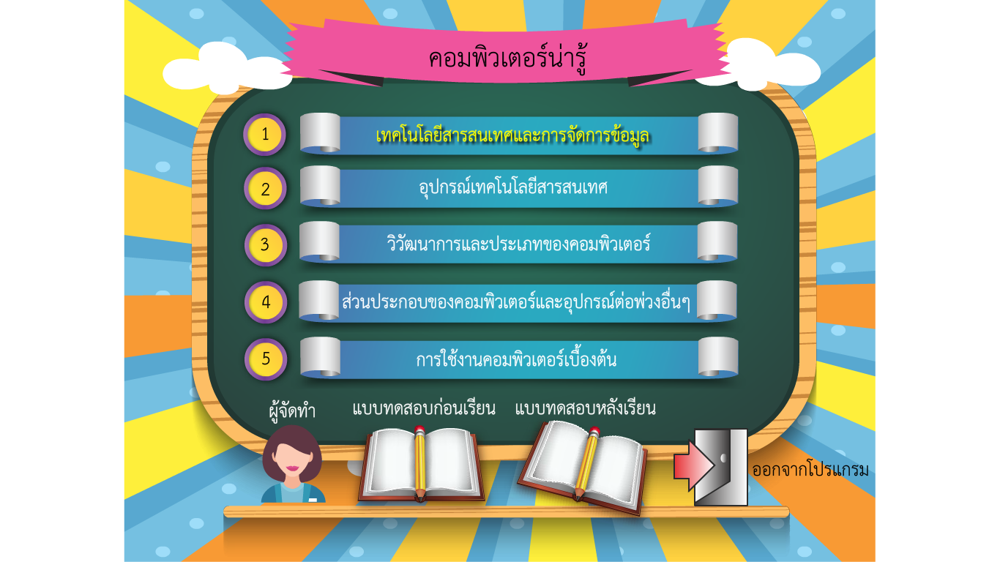 คอมพิวเตอร์น่ารู้
1 เทคโนโลยีสารสนเทศและการจัดการข้อมูล
2 อุปกรณ์เทคโนโลยีสารสนเทศ
3 วิวัฒนาการและประเภทของคอมพิวเตอร์
4 ส่วนประกอบของคอมพิวเตอร์และอุปกรณ์ต่อพ่วงอื่นๆ
5 การใช้งานคอมพิวเตอร์เบื้องต้น
ผู้จัดทำ แบบทดสอบก่อนเรียน แบบทดสอบหลังเรียน
ออกจากโปรแกรม